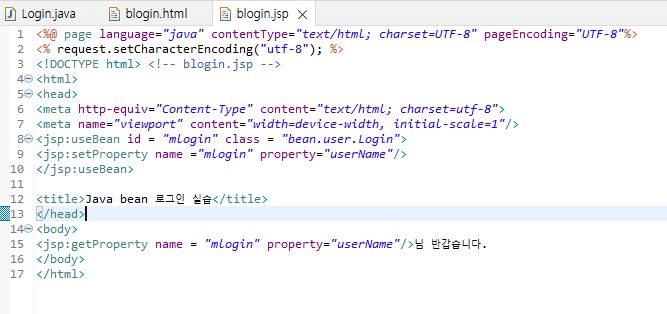 Login.java blogin.html blogin.jsp
1 <%@ page language="java" contentType="text/html; charset=UTF-8" pageEncoding="UTF-8"%>
2 <% request.setCharacterEncoding("utf-8"); %>
3 <!DOCTYPE html> <!-- blogin.jsp -->
4 <html>
5 <head>
6 <meta http-equiv="Content-Type" content="text/html; charset=utf-8">
7 <meta name="viewport" content="width=device-width, initial-scale=1"/>
8 <jsp:useBean id = "mlogin" class = "bean.user.Login">
9 <jsp:setProperty name ="mlogin" property="userName"/>
10 </jsp:useBean>
11
12 <title>Java bean 로그인 실습</title>
13 </head>
14 <body>
15 <jsp:getProperty name = "mlogin" property="userName"/>님 반갑습니다.
16 </body>
17 </html>